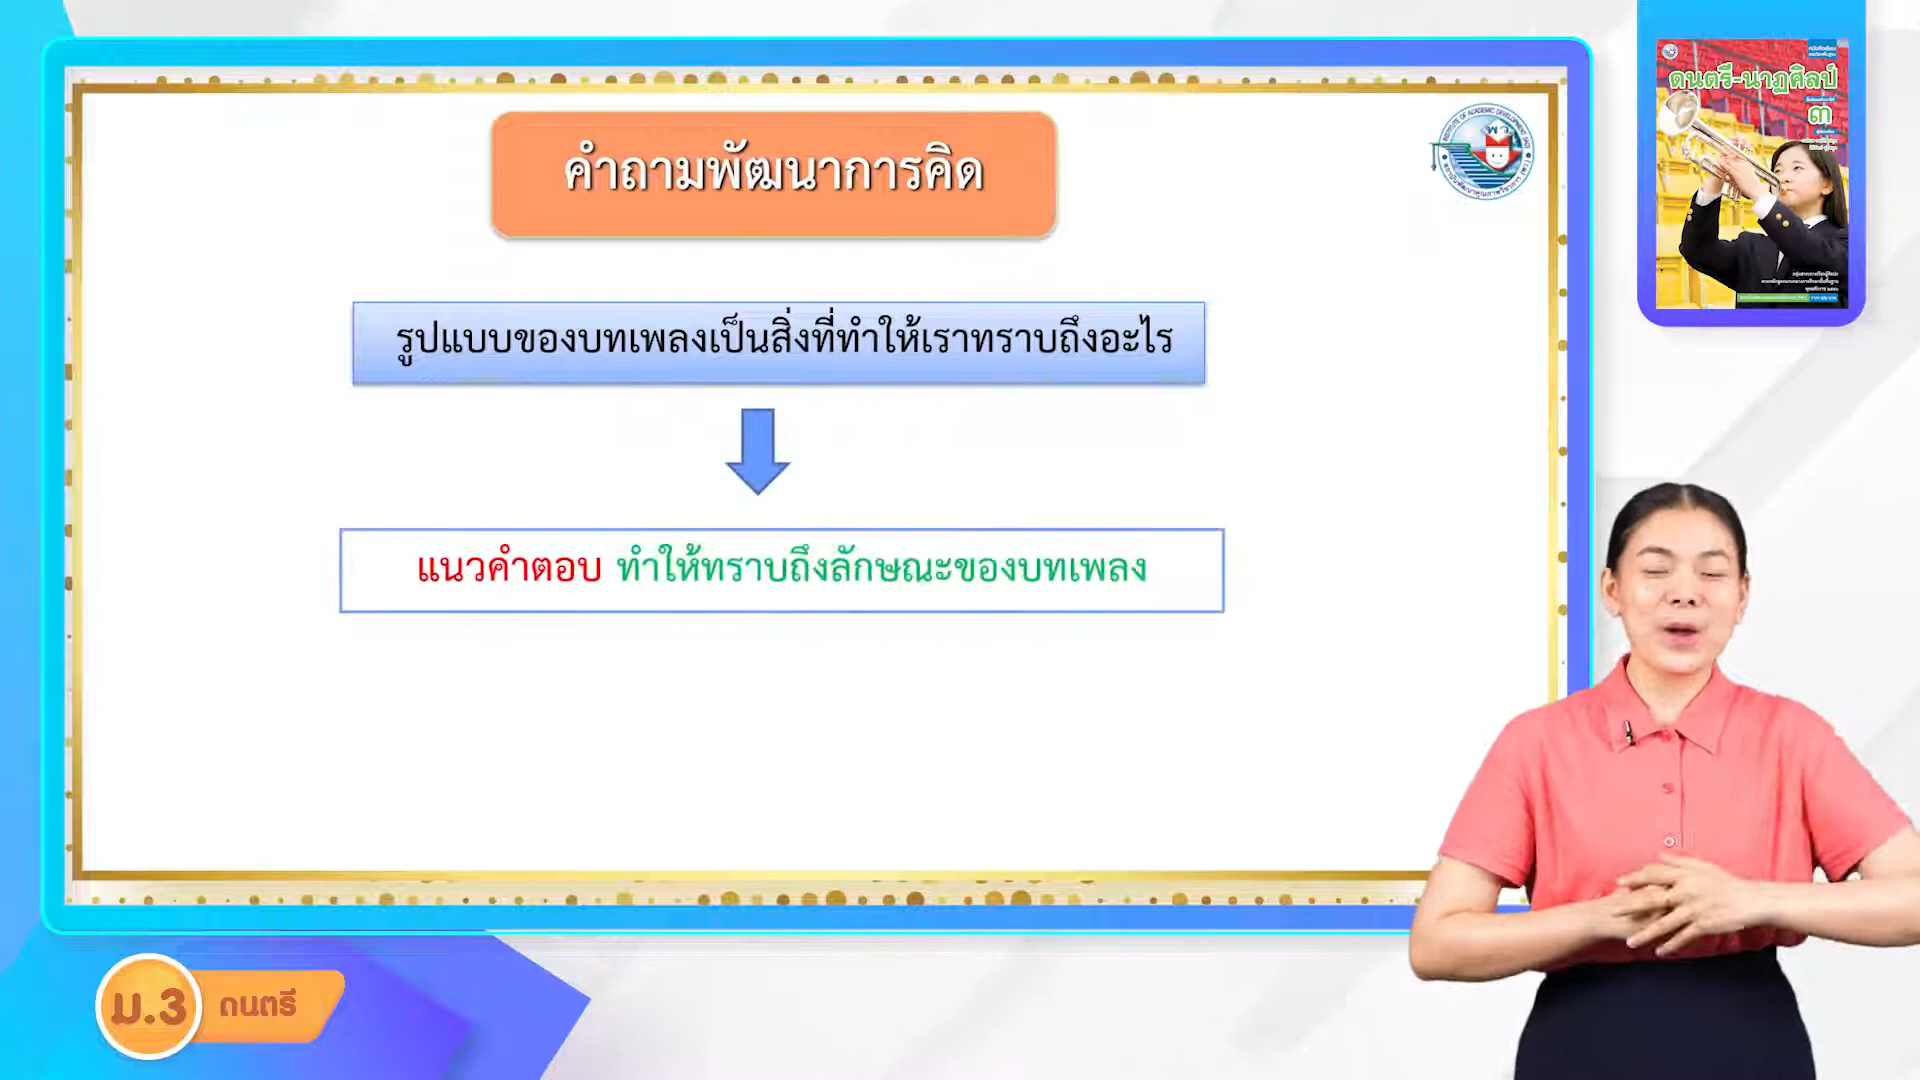 คำถามพัฒนาการคิด
รูปแบบของบทเพลงเป็นสิ่งที่ทำให้เราทราบถึงอะไร
แนวคำตอบ ทำให้ทราบถึงลักษณะของบทเพลง
ดนตรี-นาฏศิลป์
๓
ม.3 ดนตรี